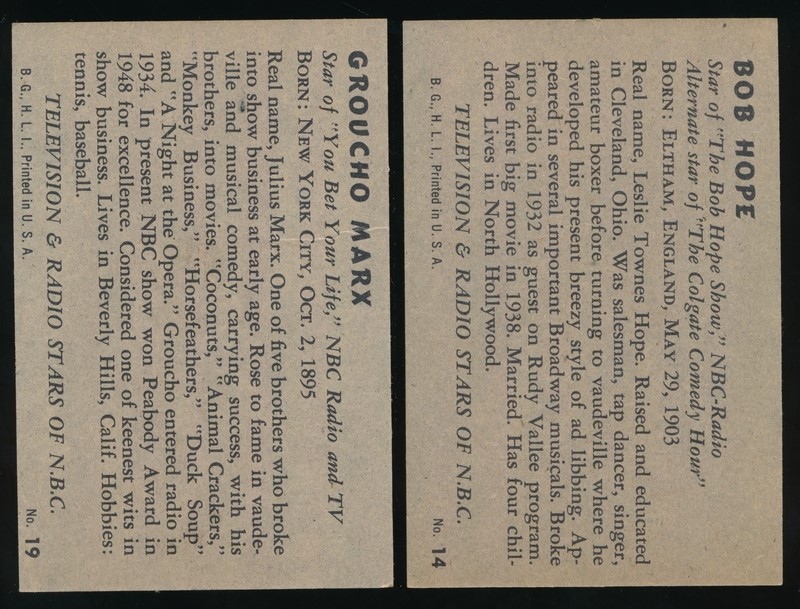 GROUCHO MARX
Star of "You Bet Your Life," NBC Radio and TV
BORN: NEW YORK CITY, OCT. 2, 1895
Real name, Julius Marx. One of five brothers who broke
into show business at early age. Rose to fame in vaude-
ville and musical comedy, carrying success, with his
brothers, into movies. "Coconuts," "Animal Crackers,"
"Monkey Business," "Horsefeathers," "Duck Soup"
and "A Night at the Opera." Groucho entered radio in
1934. In present NBC show won Peabody Award in
1948 for excellence. Considered one of keenest wits in
show business. Lives in Beverly Hills, Calif. Hobbies:
tennis, baseball.
TELEVISION & RADIO STARS OF N.B.C.
B. G., H. L. I., Printed in U. S. A. No. 19
BOB HOPE
Star of "The Bob Hope Show," NBC-Radio
Alternate star of "The Colgate Comedy Hour"
BORN: ELTHAM, ENGLAND, MAY 29, 1903
Real name, Leslie Townes Hope. Raised and educated
in Cleveland, Ohio. Was salesman, tap dancer, singer,
amateur boxer before turning to vaudeville where he
developed his present breezy style of ad libbing. Ap-
peared in several important Broadway musicals. Broke
into radio in 1932 as guest on Rudy Vallee program.
Made first big movie in 1938. Married. Has four chil-
dren. Lives in North Hollywood.
TELEVISION & RADIO STARS OF N.B.C.
B. G., H. L. I., Printed in U. S. A. No. 14